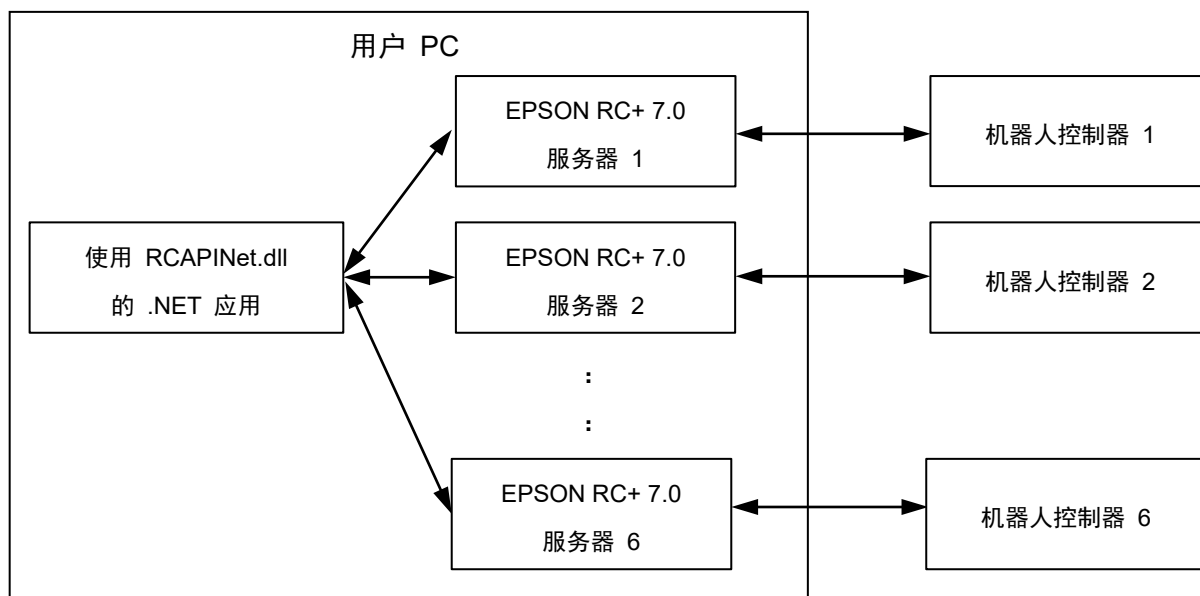 用户 PC
EPSON RC+ 7.0
服务器 1
机器人控制器 1
使用 RCAPINet.dll
的 .NET 应用
EPSON RC+ 7.0
服务器 2
机器人控制器 2
:
:
EPSON RC+ 7.0
服务器 6
机器人控制器 6